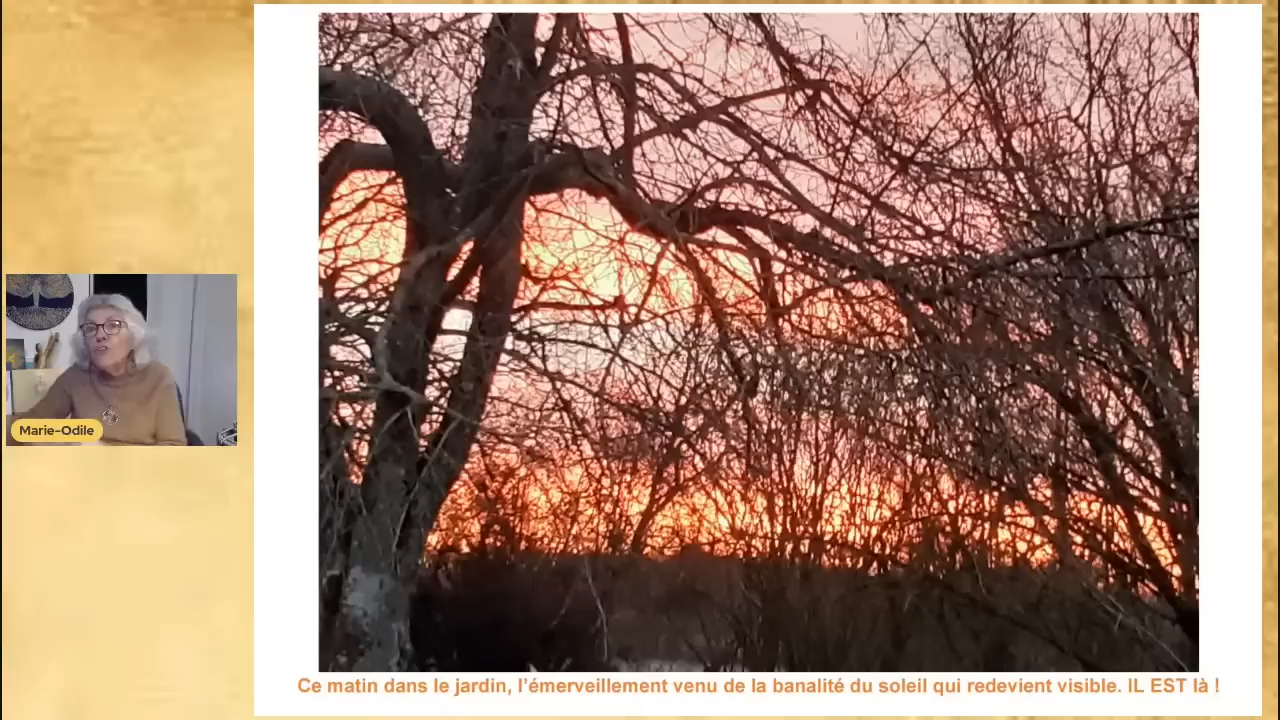 Marie-Odile
Ce matin dans le jardin, l’émerveillement venu de la banalité du soleil qui redevient visible. IL EST là !